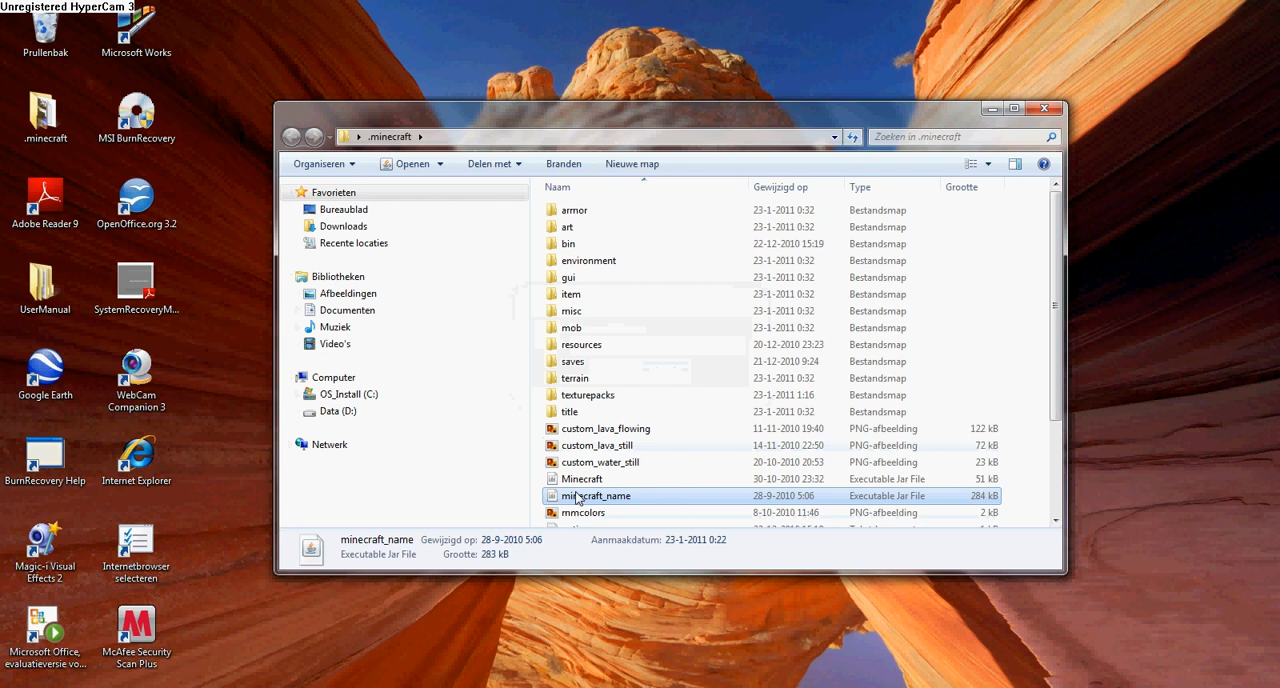 Unregistered HyperCam 3
Prullenbak
Microsoft Works
.minecraft
MSI BurnRecovery
Adobe Reader 9
OpenOffice.org 3.2
UserManual
SystemRecoveryM...
Google Earth
WebCam
Companion 3
BurnRecovery Help
Internet Explorer
Magic-i Visual
Effects 2
Internetbrowser
selecteren
Microsoft Office,
evaluatieversie vo...
McAfee Security
Scan Plus
.minecraft
Zoeken in .minecraft
Organiseren Openen Delen met Branden Nieuwe map
Favorieten
Bureaublad
Downloads
Recente locaties
Bibliotheken
Afbeeldingen
Documenten
Muziek
Video's
Computer
OS_Install (C:)
Data (D:)
Netwerk
Naam Gewijzigd op Type Grootte
armor 23-1-2011 0:32 Bestandsmap
art 23-1-2011 0:32 Bestandsmap
bin 22-12-2010 15:19 Bestandsmap
environment 23-1-2011 0:32 Bestandsmap
gui 23-1-2011 0:32 Bestandsmap
item 23-1-2011 0:32 Bestandsmap
misc 23-1-2011 0:32 Bestandsmap
mob 23-1-2011 0:32 Bestandsmap
resources 20-12-2010 23:23 Bestandsmap
saves 21-12-2010 9:24 Bestandsmap
terrain 23-1-2011 0:32 Bestandsmap
texturepacks 23-1-2011 1:16 Bestandsmap
title 23-1-2011 0:32 Bestandsmap
custom_lava_flowing 11-11-2010 19:40 PNG-afbeelding 122 kB
custom_lava_still 14-11-2010 22:50 PNG-afbeelding 72 kB
custom_water_still 20-10-2010 20:53 PNG-afbeelding 23 kB
Minecraft 30-10-2010 23:32 Executable Jar File 51 kB
minecraft_name 28-9-2010 5:06 Executable Jar File 284 kB
mmcolors 8-10-2010 11:46 PNG-afbeelding 2 kB
minecraft_name Gewijzigd op: 28-9-2010 5:06 Aanmaakdatum: 23-1-2011 0:22
Executable Jar File Grootte: 283 kB